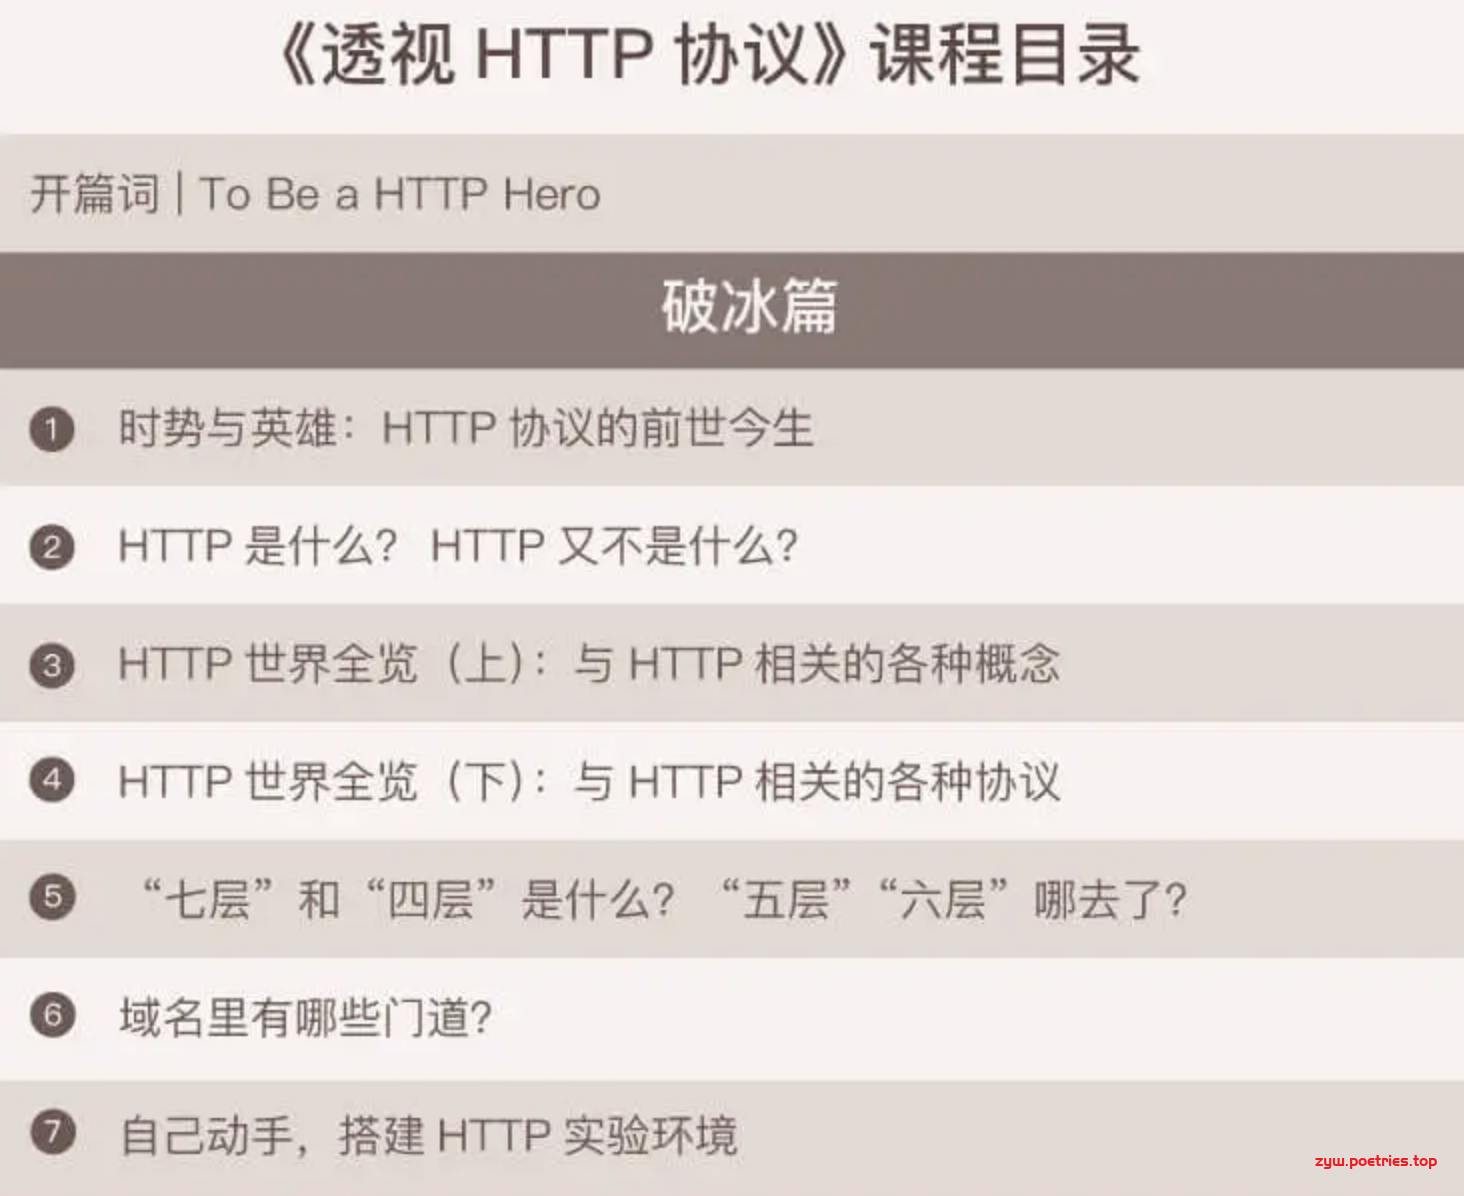 《透视 HTTP 协议》课程目录
开篇词 | To Be a HTTP Hero
破冰篇
1 时势与英雄：HTTP 协议的前世今生
2 HTTP 是什么？HTTP 又不是什么？
3 HTTP 世界全览（上）：与 HTTP 相关的各种概念
4 HTTP 世界全览（下）：与 HTTP 相关的各种协议
5 “七层”和“四层”是什么？“五层”“六层”哪去了？
6 域名里有哪些门道？
7 自己动手，搭建 HTTP 实验环境
zyw.poetries.top